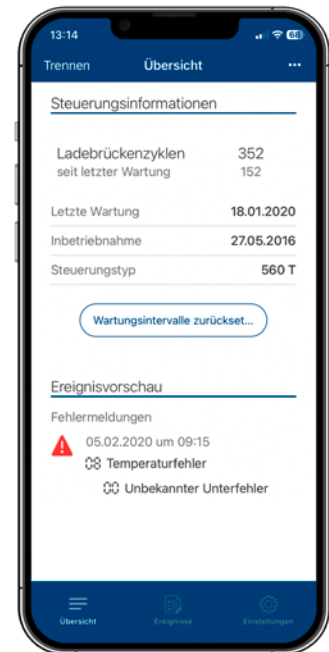 13:14
68
Trennen Übersicht ...
Steuerungsinformationen
Ladebrückenzyklen 352
seit letzter Wartung 152
Letzte Wartung 18.01.2020
Inbetriebnahme 27.05.2016
Steuerungstyp 560 T
Wartungsintervalle zurückset...
Ereignisvorschau
Fehlermeldungen
05.02.2020 um 09:15
08 Temperaturfehler
00 Unbekannter Unterfehler
Übersicht Ereignisse Einstellungen